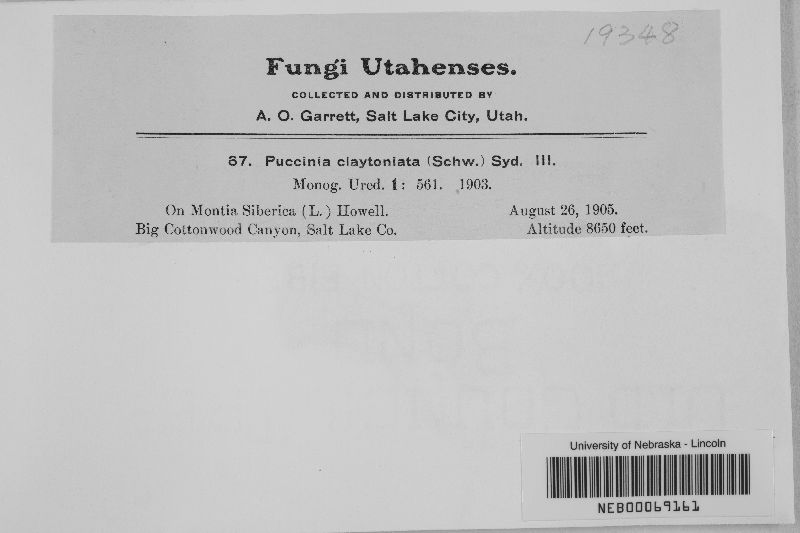 19348
Fungi Utahenses.
COLLECTED AND DISTRIBUTED BY
A. O. Garrett, Salt Lake City, Utah.
67. Puccinia claytoniata (Schw.) Syd. III.
Monog. Ured. 1: 561. 1903.
On Montia Siberica (L.) Howell. August 26, 1905.
Big Cottonwood Canyon, Salt Lake Co. Altitude 8650 feet.
University of Nebraska - Lincoln
NEB00069161